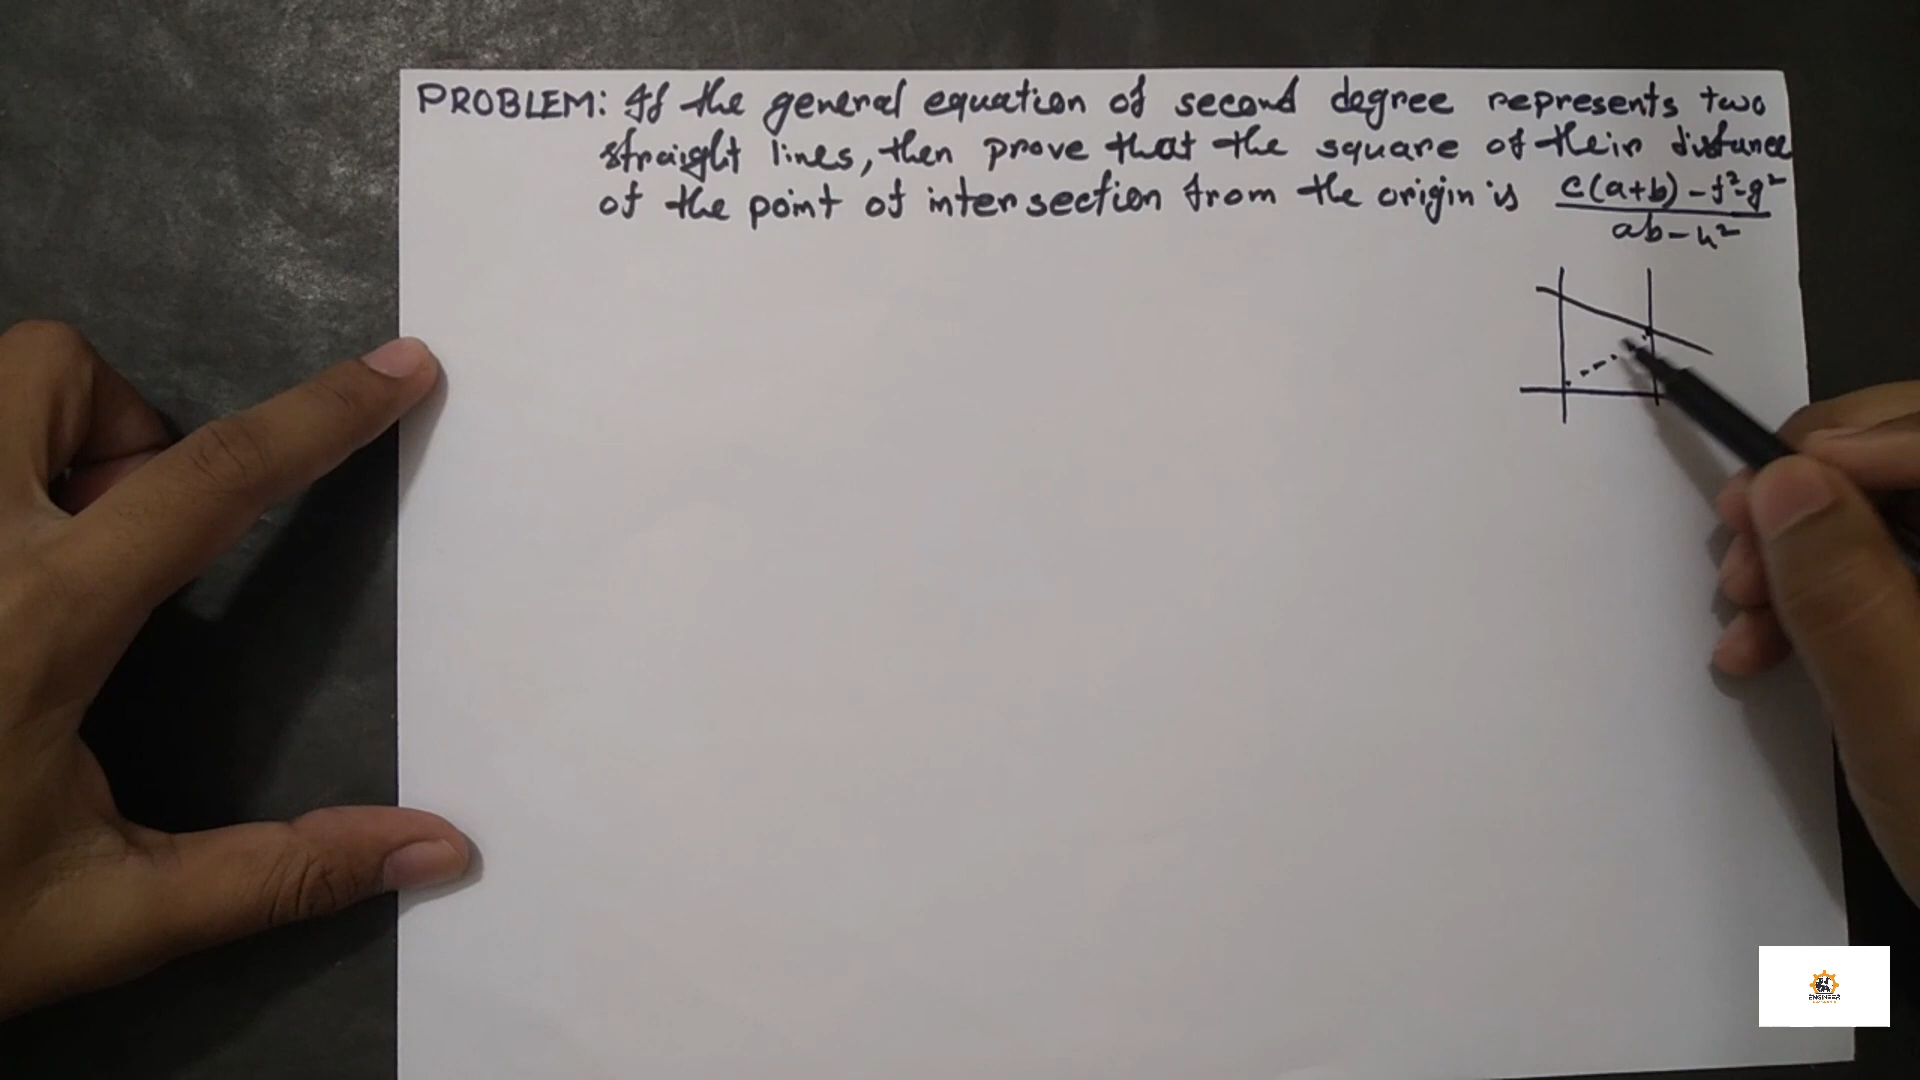 PROBLEM: If the general equation of second degree represents two
straight lines, then prove that the square of their distance
of the point of intersection from the origin is c(a+b) - f²-g² / ab - h²
ENGINEER